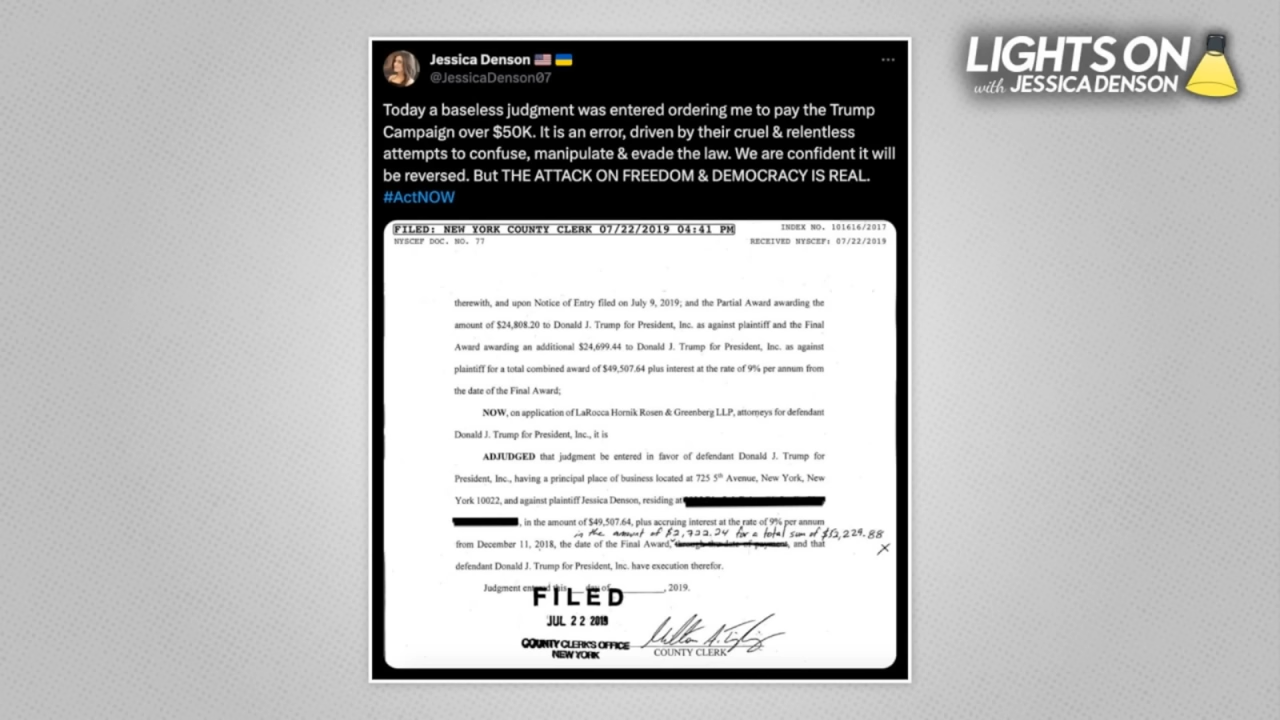 LIGHTS ON
with JESSICA DENSON
Jessica Denson
@JessicaDenson07
Today a baseless judgment was entered ordering me to pay the Trump
Campaign over $50K. It is an error, driven by their cruel & relentless
attempts to confuse, manipulate & evade the law. We are confident it will
be reversed. But THE ATTACK ON FREEDOM & DEMOCRACY IS REAL.
#ActNOW
FILED: NEW YORK COUNTY CLERK 07/22/2019 04:41 PM
INDEX NO. 101616/2017
NYSCEF DOC. NO. 77
RECEIVED NYSCEF: 07/22/2019
therewith, and upon Notice of Entry filed on July 9, 2019; and the Partial Award awarding the
amount of $24,808.20 to Donald J. Trump for President, Inc. as against plaintiff and the Final
Award awarding an additional $24,699.44 to Donald J. Trump for President, Inc. as against
plaintiff for a total combined award of $49,507.64 plus interest at the rate of 9% per annum from
the date of the Final Award;
NOW, on application of LaRocca Hornik Rosen & Greenberg LLP, attorneys for defendant
Donald J. Trump for President, Inc., it is
ADJUDGED that judgment be entered in favor of defendant Donald J. Trump for
President, Inc., having a principal place of business located at 725 5th Avenue, New York, New
York 10022, and against plaintiff Jessica Denson, residing at
, in the amount of $49,507.64, plus accruing interest at the rate of 9% per annum
in the amount of $2,722.24 for a total sum of $52,229.88
from December 11, 2018, the date of the Final Award, through the date of payment, and that
X
defendant Donald J. Trump for President, Inc. have execution therefor.
Judgment entered this day of , 2019.
FILED
JUL 22 2019
COUNTY CLERK'S OFFICE
NEW YORK
COUNTY CLERK